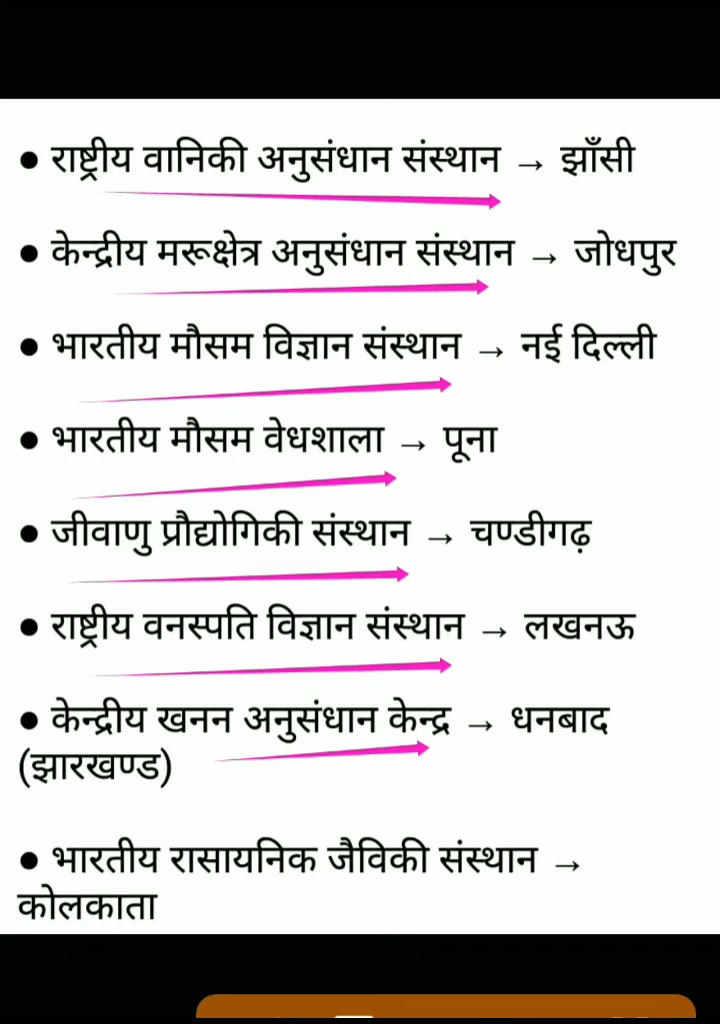 ● राष्ट्रीय वानिकी अनुसंधान संस्थान → झाँसी
● केन्द्रीय मरूक्षेत्र अनुसंधान संस्थान → जोधपुर
● भारतीय मौसम विज्ञान संस्थान → नई दिल्ली
● भारतीय मौसम वेधशाला → पूना
● जीवाणु प्रौद्योगिकी संस्थान → चण्डीगढ़
● राष्ट्रीय वनस्पति विज्ञान संस्थान → लखनऊ
● केन्द्रीय खनन अनुसंधान केन्द्र → धनबाद
(झारखण्ड)
● भारतीय रासायनिक जैविकी संस्थान →
कोलकाता